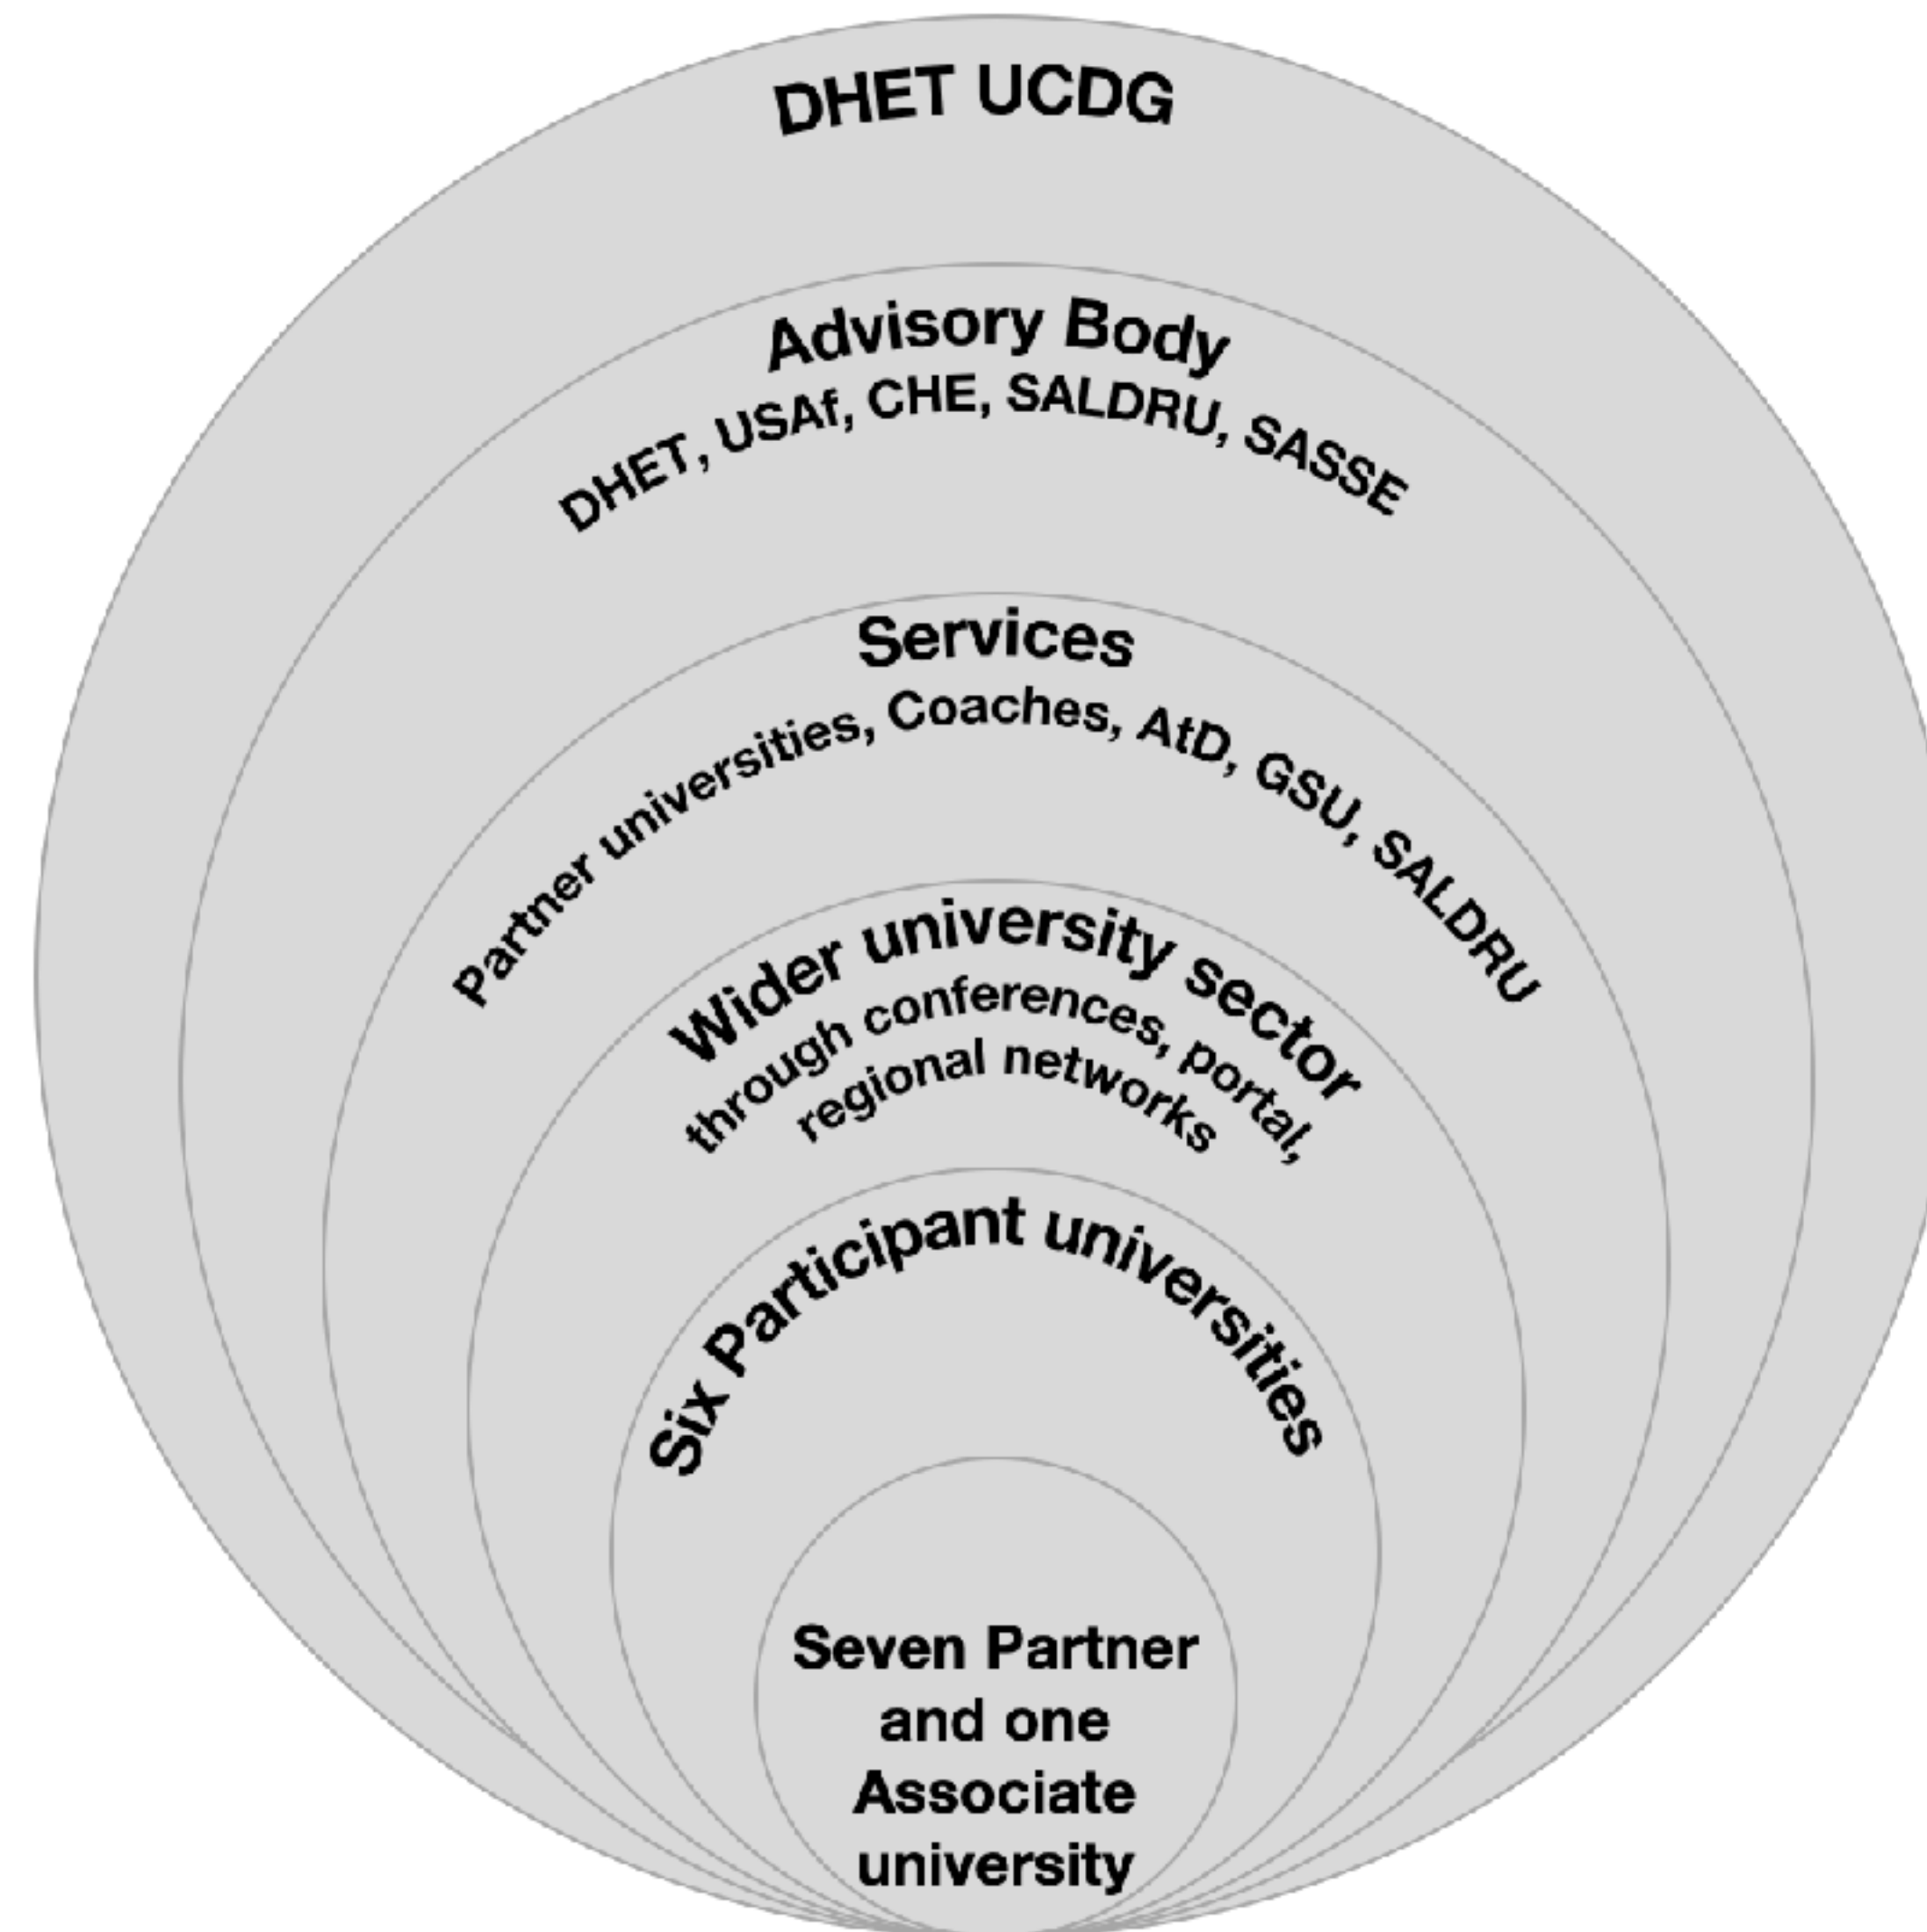 DHET UCDG
Advisory Body
DHET, USAf, CHE, SALDRU, SASSE
Services
Partner universities, Coaches, AtD, GSU, SALDRU
Wider university sector
through conferences, portal,
regional networks
Six Participant universities
Seven Partner
and one
Associate
university